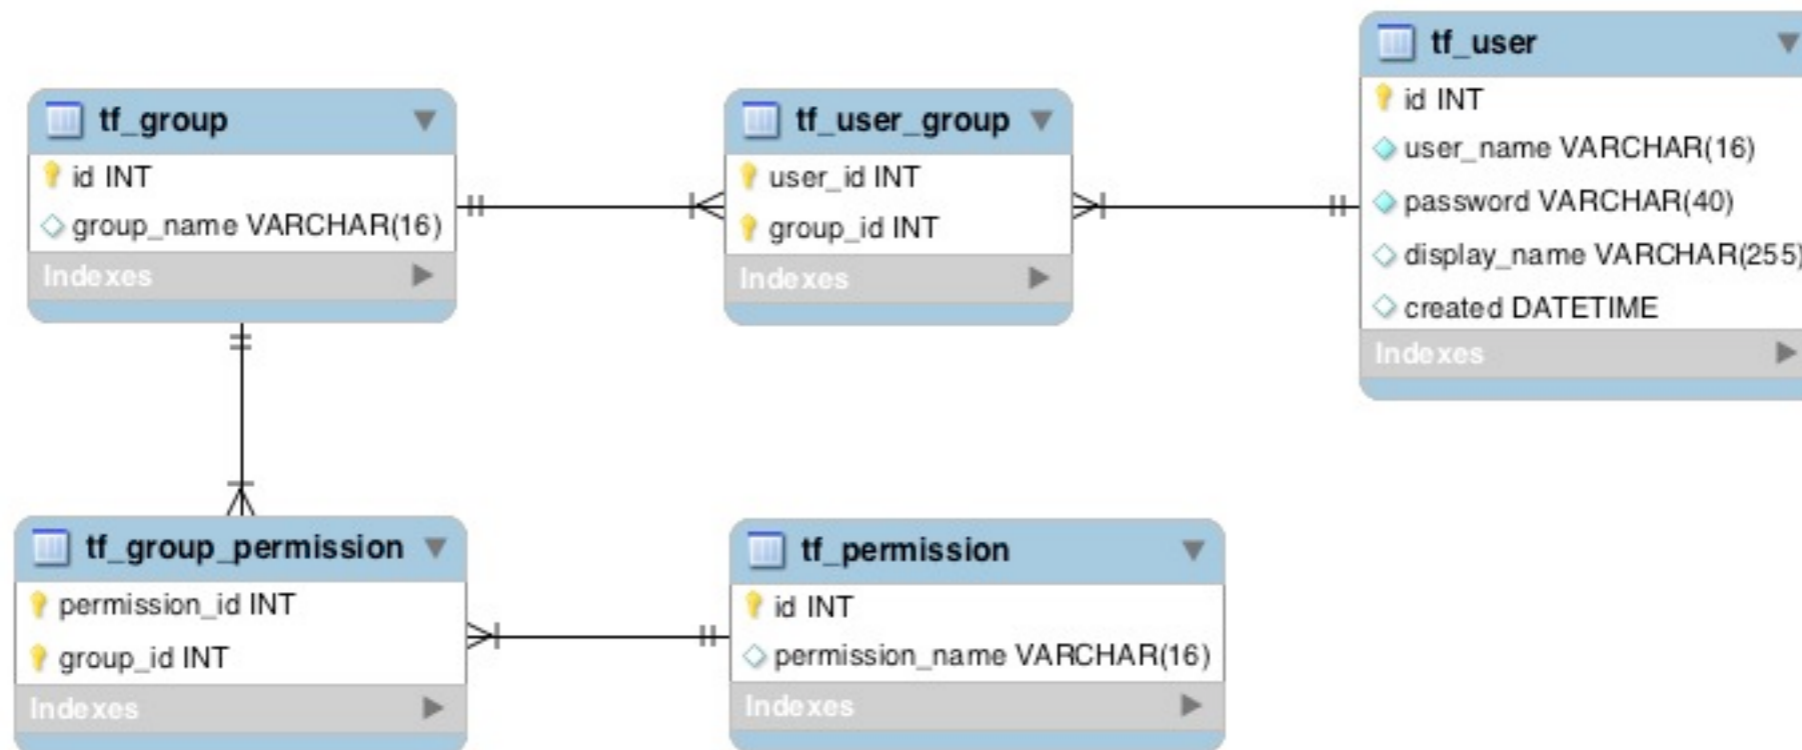 tf_user
id INT
user_name VARCHAR(16)
password VARCHAR(40)
display_name VARCHAR(255)
created DATETIME
Indexes
tf_group
id INT
group_name VARCHAR(16)
Indexes
tf_user_group
user_id INT
group_id INT
Indexes
tf_group_permission
permission_id INT
group_id INT
Indexes
tf_permission
id INT
permission_name VARCHAR(16)
Indexes